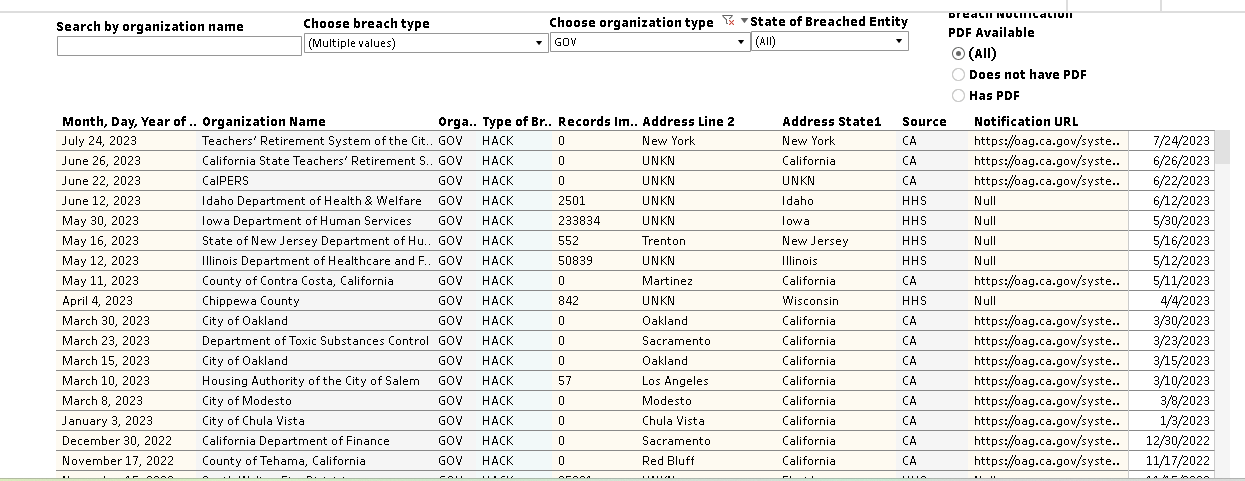 Breach Notification
Search by organization name Choose breach type Choose organization type State of Breached Entity
PDF Available
(Multiple values) GOV (All)
(All)
Does not have PDF
Has PDF
Month, Day, Year of .. Organization Name Orga.. Type of Br.. Records Im.. Address Line 2 Address State1 Source Notification URL
July 24, 2023 Teachers' Retirement System of the Cit.. GOV HACK 0 New York New York CA https://oag.ca.gov/syste.. 7/24/2023
June 26, 2023 California State Teachers' Retirement S.. GOV HACK 0 UNKN California CA https://oag.ca.gov/syste.. 6/26/2023
June 22, 2023 CalPERS GOV HACK 0 UNKN UNKN CA https://oag.ca.gov/syste.. 6/22/2023
June 12, 2023 Idaho Department of Health & Welfare GOV HACK 2501 UNKN Idaho HHS Null 6/12/2023
May 30, 2023 Iowa Department of Human Services GOV HACK 233834 UNKN Iowa HHS Null 5/30/2023
May 16, 2023 State of New Jersey Department of Hu.. GOV HACK 552 Trenton New Jersey HHS Null 5/16/2023
May 12, 2023 Illinois Department of Healthcare and F.. GOV HACK 50839 UNKN Illinois HHS Null 5/12/2023
May 11, 2023 County of Contra Costa, California GOV HACK 0 Martinez California CA https://oag.ca.gov/syste.. 5/11/2023
April 4, 2023 Chippewa County GOV HACK 842 UNKN Wisconsin HHS Null 4/4/2023
March 30, 2023 City of Oakland GOV HACK 0 Oakland California CA https://oag.ca.gov/syste.. 3/30/2023
March 23, 2023 Department of Toxic Substances Control GOV HACK 0 Sacramento California CA https://oag.ca.gov/syste.. 3/23/2023
March 15, 2023 City of Oakland GOV HACK 0 Oakland California CA https://oag.ca.gov/syste.. 3/15/2023
March 10, 2023 Housing Authority of the City of Salem GOV HACK 57 Los Angeles California CA https://oag.ca.gov/syste.. 3/10/2023
March 8, 2023 City of Modesto GOV HACK 0 Modesto California CA https://oag.ca.gov/syste.. 3/8/2023
January 3, 2023 City of Chula Vista GOV HACK 0 Chula Vista California CA https://oag.ca.gov/syste.. 1/3/2023
December 30, 2022 California Department of Finance GOV HACK 0 Sacramento California CA https://oag.ca.gov/syste.. 12/30/2022
November 17, 2022 County of Tehama, California GOV HACK 0 Red Bluff California CA https://oag.ca.gov/syste.. 11/17/2022